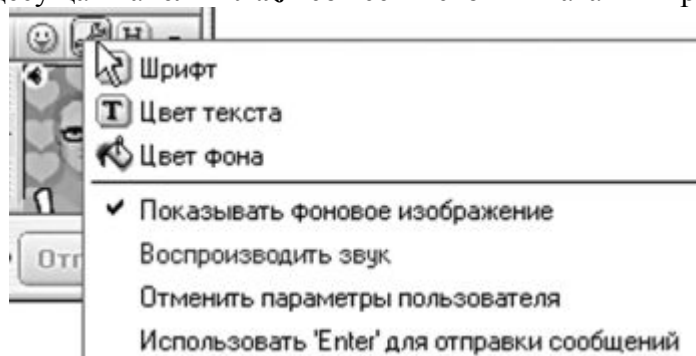 Шрифт
Цвет текста
Цвет фона
Показывать фоновое изображение
Воспроизводить звук
Отменить параметры пользователя
Использовать 'Enter' для отправки сообщений